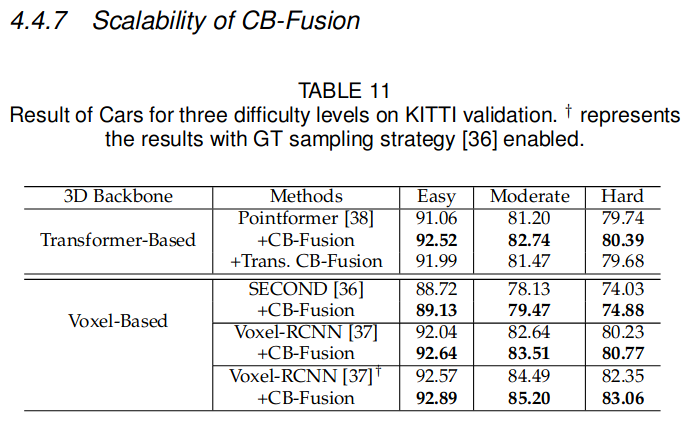 4.4.7 Scalability of CB-Fusion
TABLE 11
Result of Cars for three difficulty levels on KITTI validation. † represents
the results with GT sampling strategy [36] enabled.
3D Backbone Methods Easy Moderate Hard
Transformer-Based
Pointformer [38] 91.06 81.20 79.74
+CB-Fusion 92.52 82.74 80.39
+Trans. CB-Fusion 91.99 81.47 79.68
Voxel-Based
SECOND [36] 88.72 78.13 74.03
+CB-Fusion 89.13 79.47 74.88
Voxel-RCNN [37] 92.04 82.64 80.23
+CB-Fusion 92.64 83.51 80.77
Voxel-RCNN [37]† 92.57 84.49 82.35
+CB-Fusion 92.89 85.20 83.06